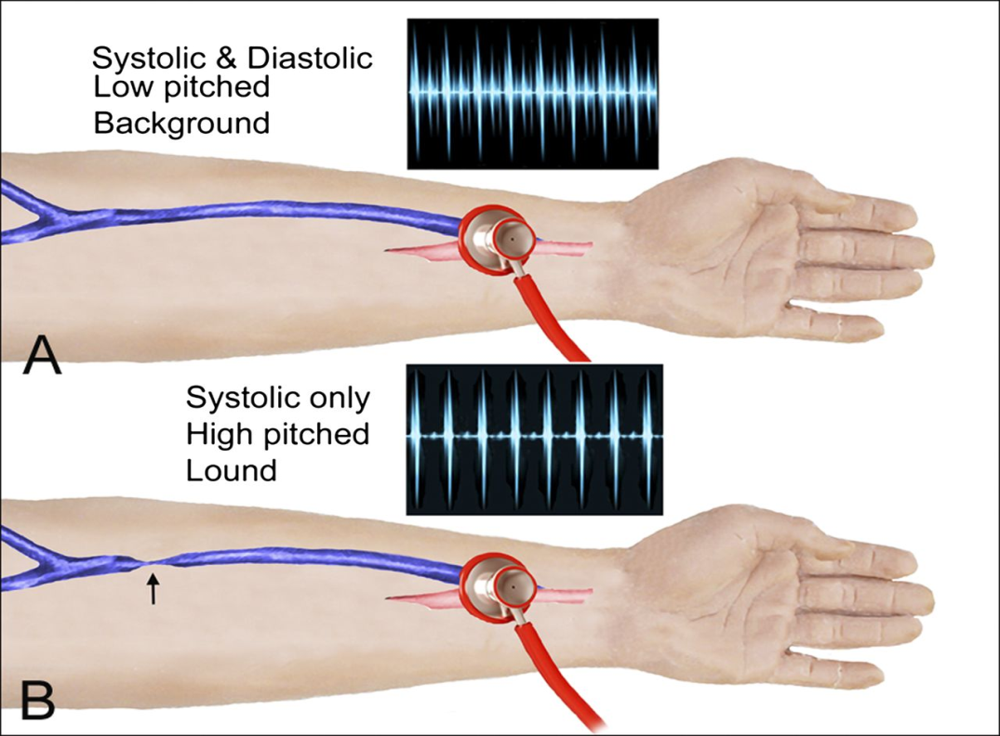 Systolic & Diastolic
Low pitched
Background
A
Systolic only
High pitched
Lound
B